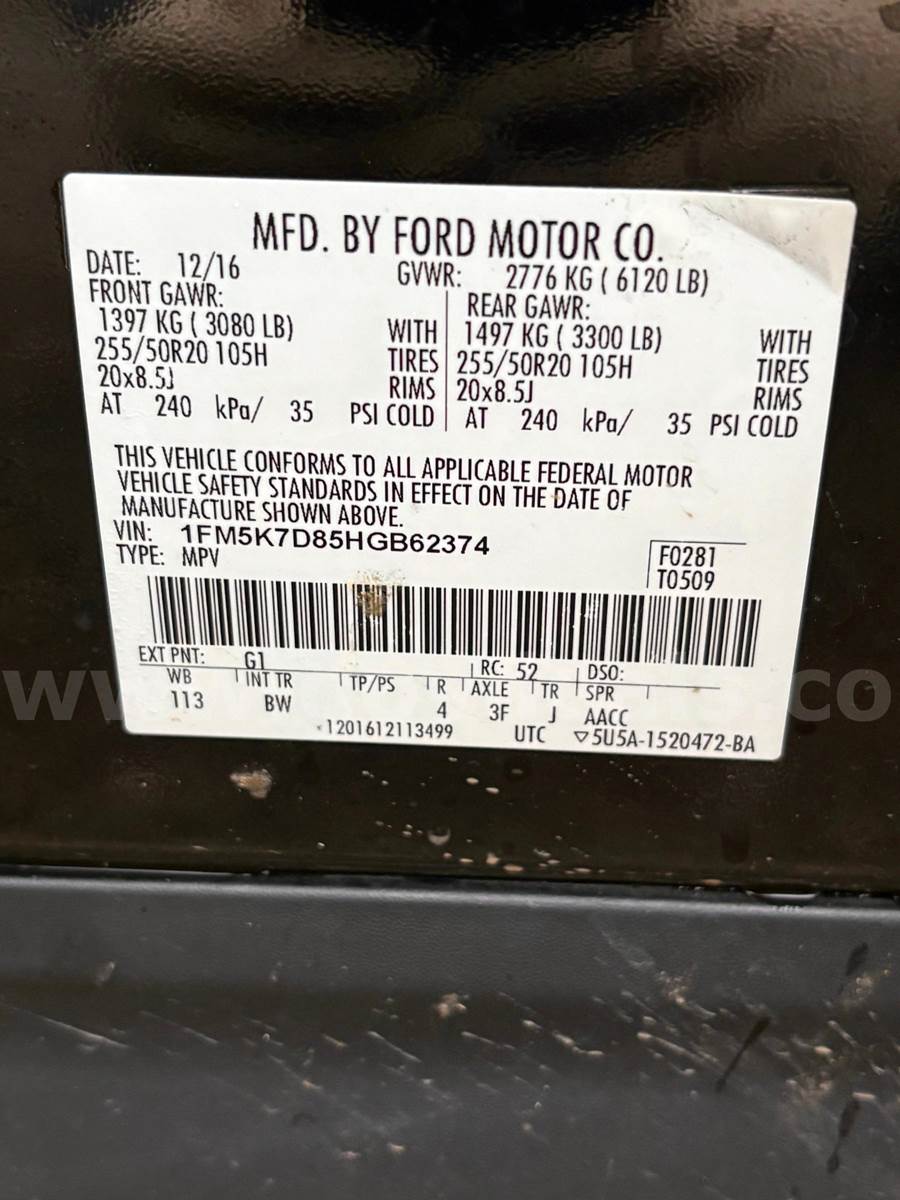 MFD. BY FORD MOTOR CO.
DATE: 12/16 GVWR: 2776 KG ( 6120 LB)
FRONT GAWR: REAR GAWR:
1397 KG ( 3080 LB) WITH 1497 KG ( 3300 LB) WITH
255/50R20 105H TIRES 255/50R20 105H TIRES
20x8.5J RIMS 20x8.5J RIMS
AT 240 kPa/ 35 PSI COLD AT 240 kPa/ 35 PSI COLD
THIS VEHICLE CONFORMS TO ALL APPLICABLE FEDERAL MOTOR
VEHICLE SAFETY STANDARDS IN EFFECT ON THE DATE OF
MANUFACTURE SHOWN ABOVE.
VIN: 1FM5K7D85HGB62374
TYPE: MPV
F0281
T0509
EXT PNT: G1 RC: 52 DSO:
WB INT TR TP/PS R AXLE TR SPR
113 BW 4 3F J AACC
*1201612113499 UTC ▽5U5A-1520472-BA